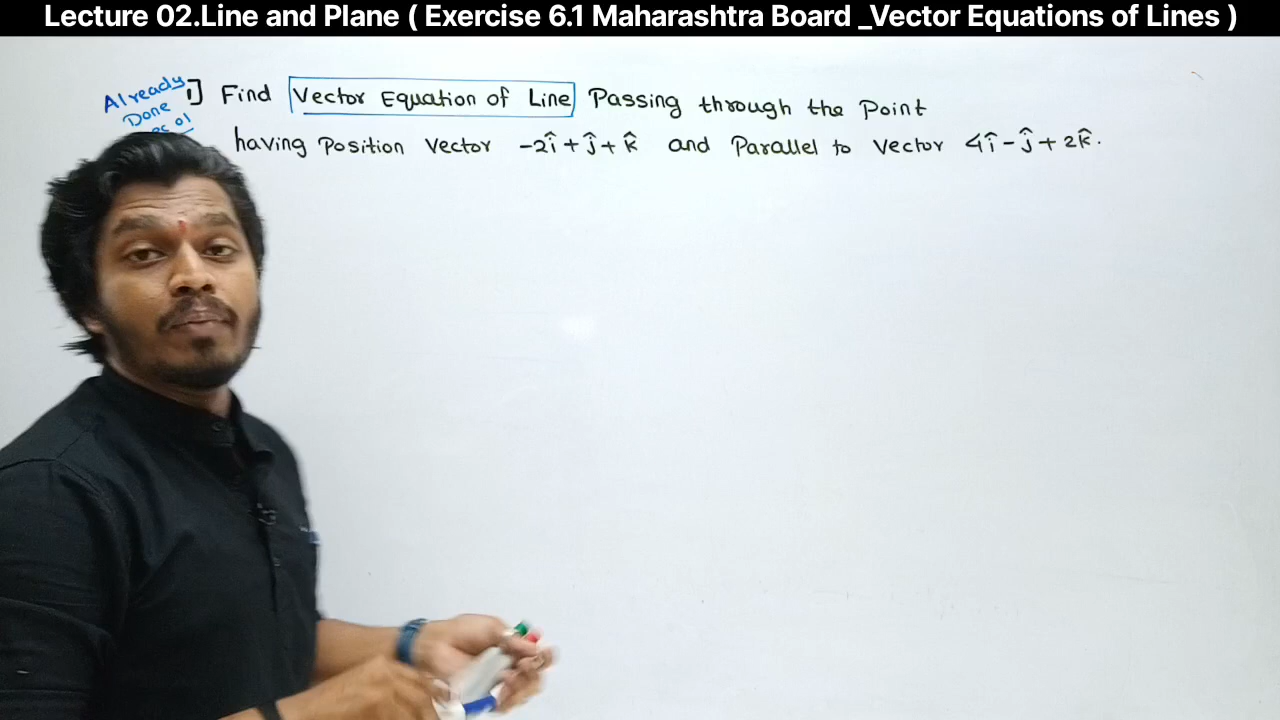 Lecture 02.Line and Plane ( Exercise 6.1 Maharashtra Board _Vector Equations of Lines )
Already
Done
01
1] Find Vector Equation of Line Passing through the Point
having Position Vector -2î + ĵ + k̂ and Parallel to Vector 4î - ĵ + 2k̂.